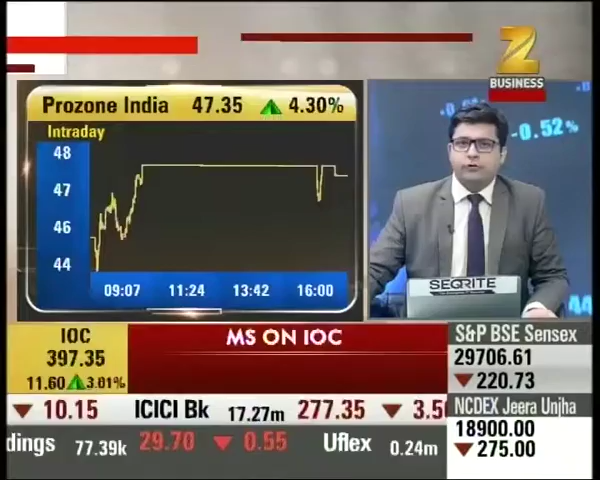 Z
BUSINESS
Prozone India 47.35 4.30%
Intraday
48
47
46
44
09:07 11:24 13:42 16:00
-0.52%
SEQRITE
IOC
397.35
11.60 3.01%
MS ON IOC
S&P BSE Sensex
29706.61
220.73
NCDEX Jeera Unjha
18900.00
275.00
10.15 ICICI Bk 17.27m 277.35 3.5
dings 77.39k 29.70 0.55 Uflex 0.24m